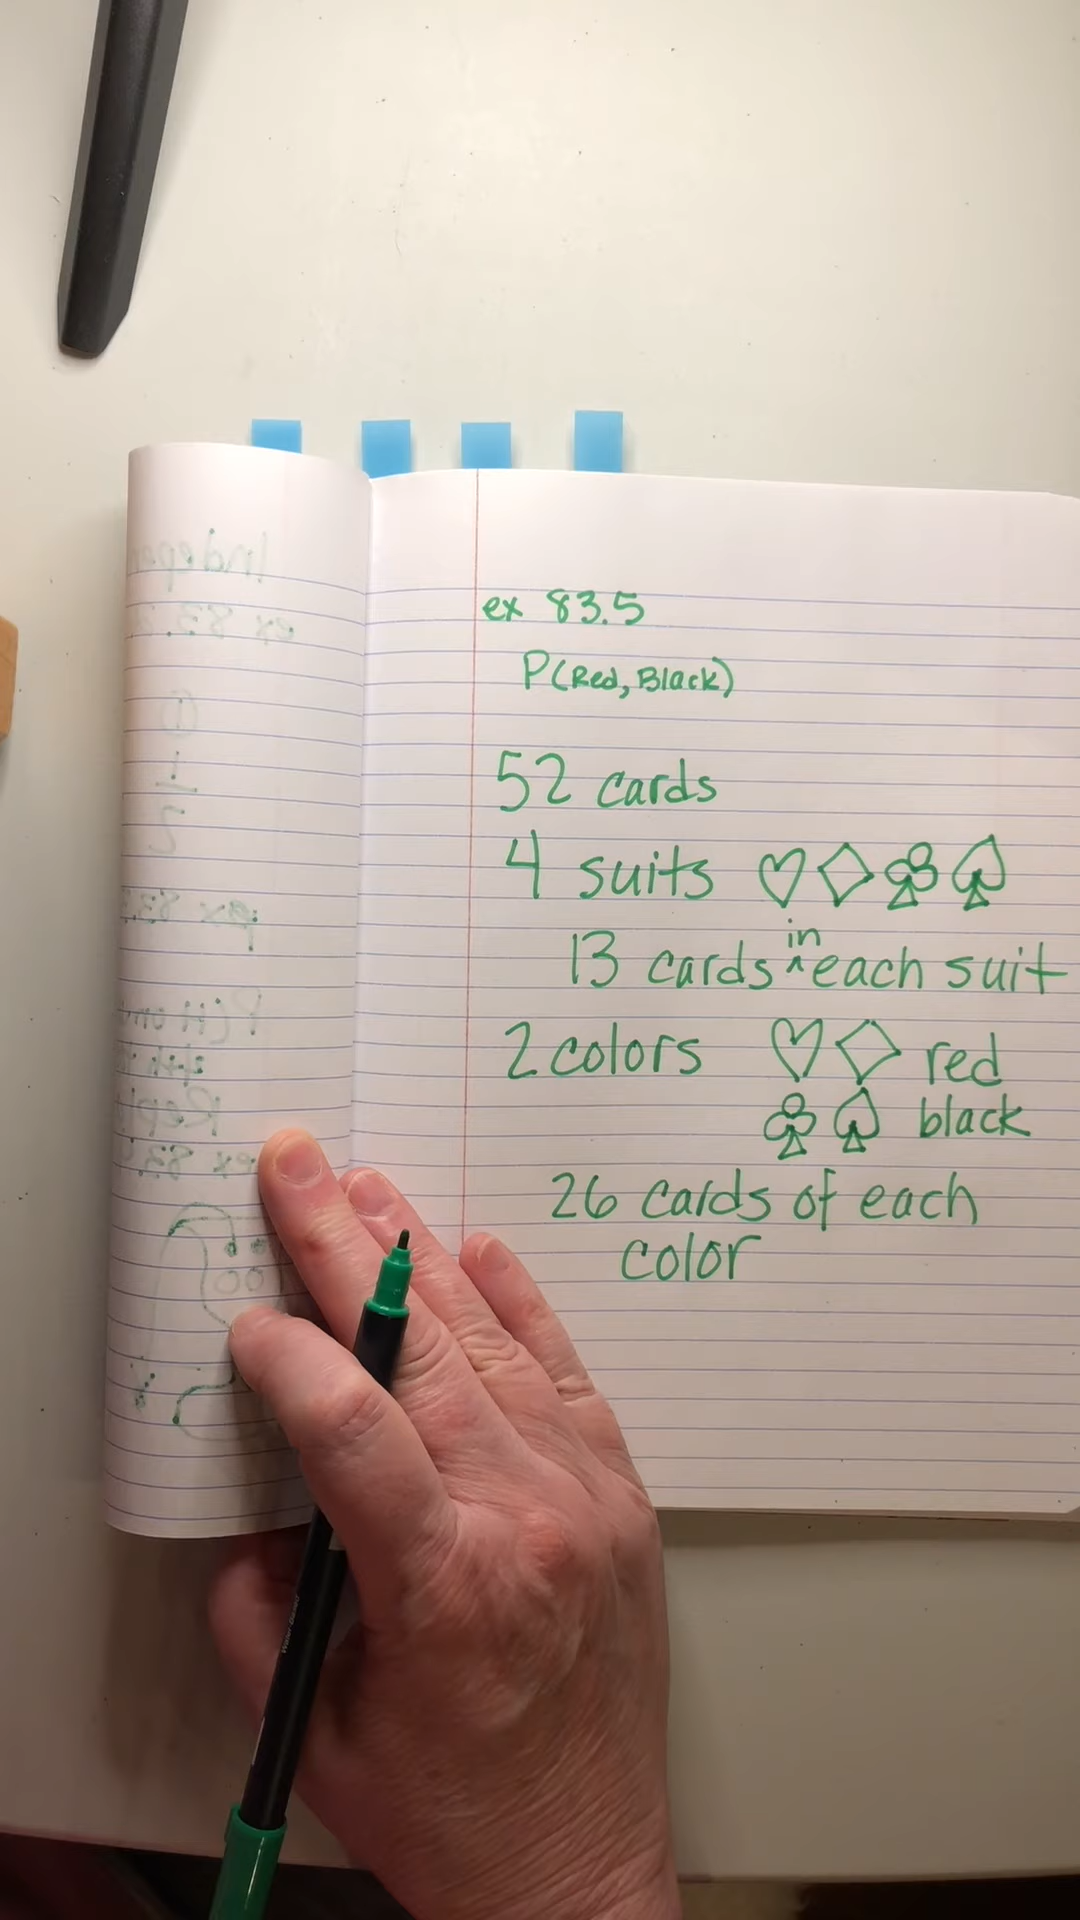 ex 83.5
P(Red, Black)
52 cards
4 suits ♡ ♢ ♧ ♤
13 cards in each suit
2 colors ♡ ♢ red
♧ ♤ black
26 cards of each
color